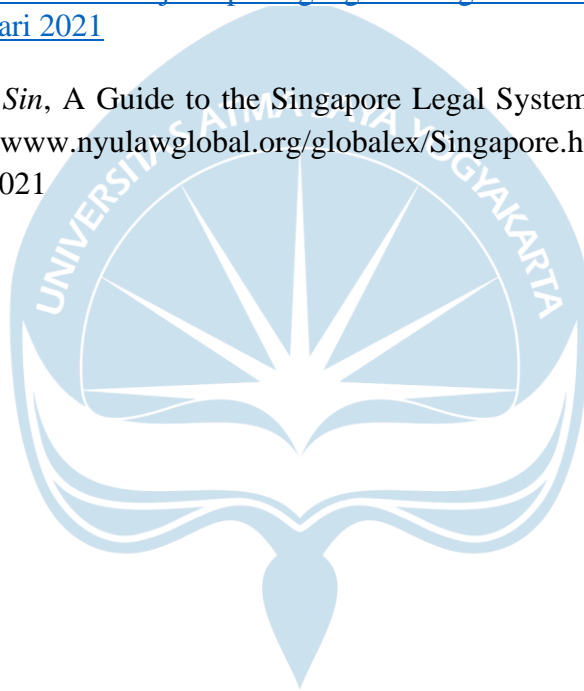 ari 2021
Sin, A Guide to the Singapore Legal System
www.nyulawglobal.org/globalex/Singapore.h
021
UNIVERSITAS ATMA JAYA YOGYAKARTA